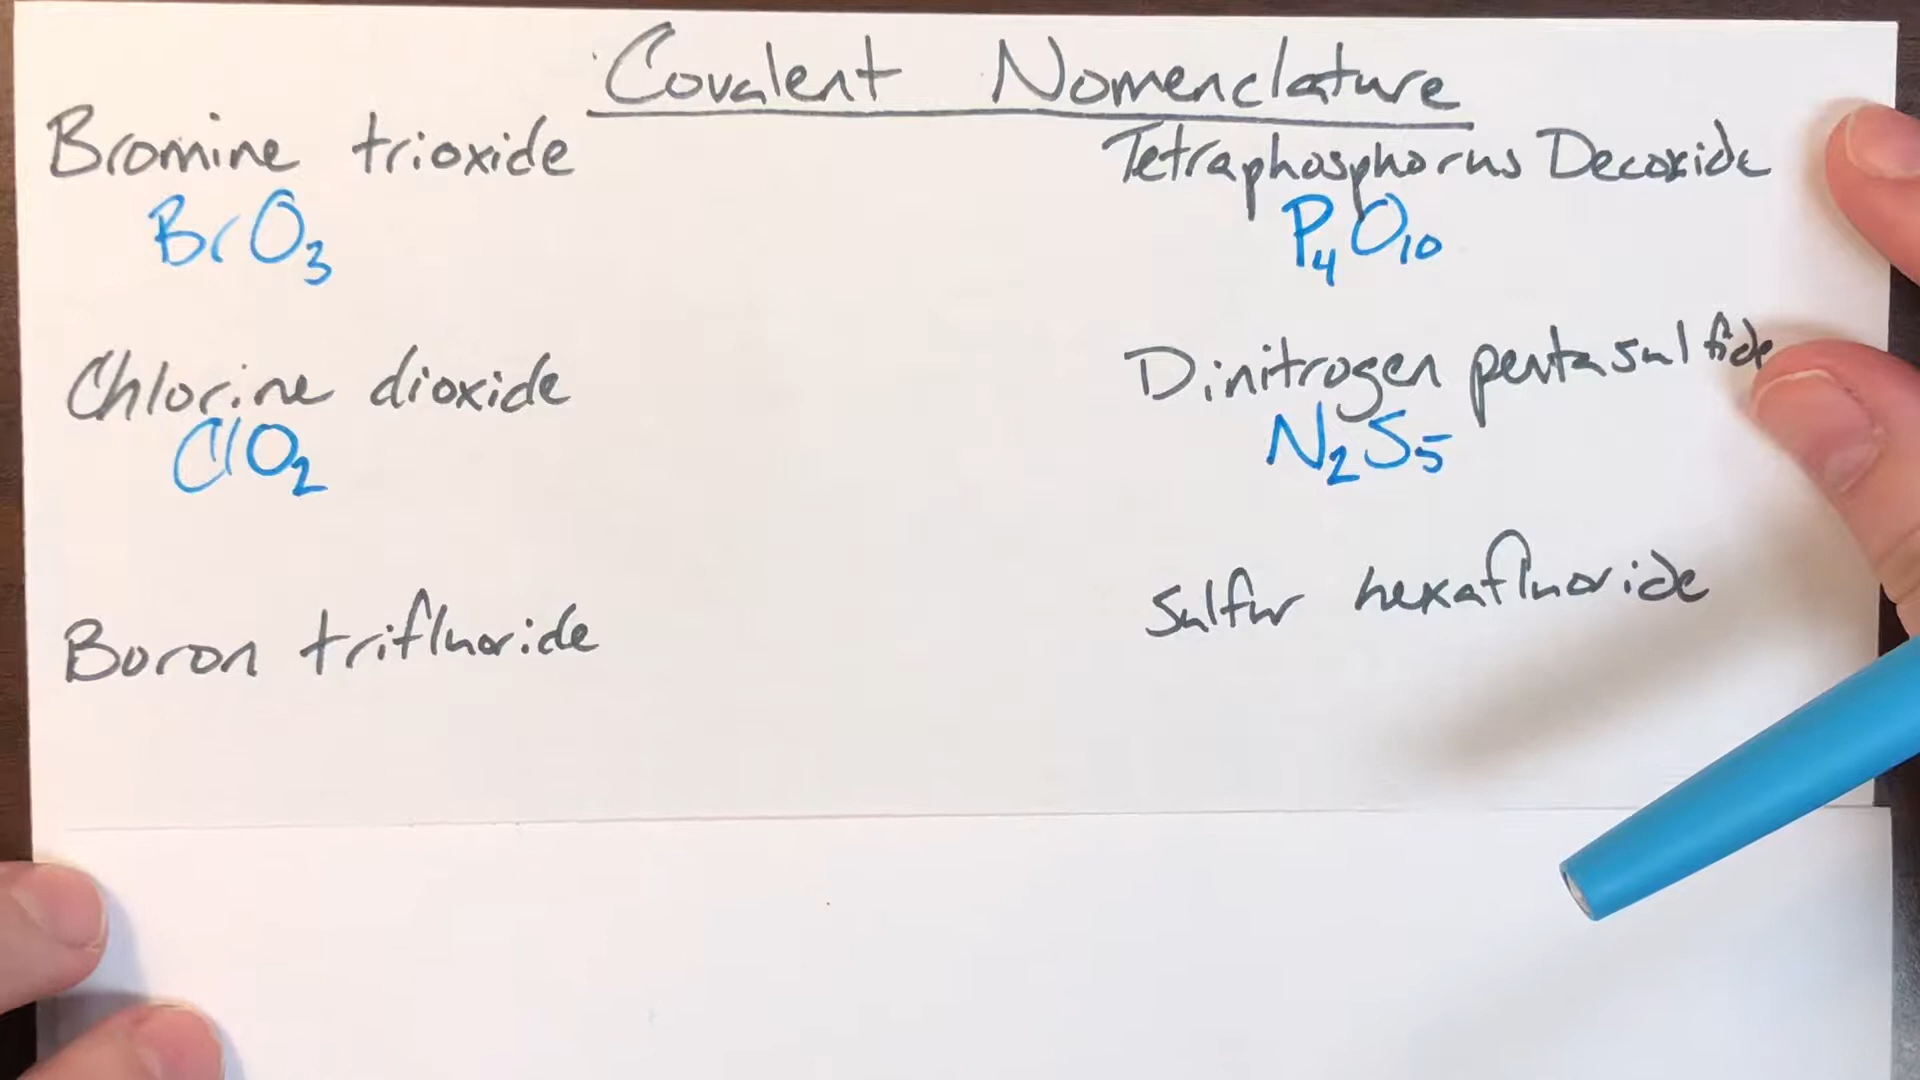 Covalent Nomenclature
Bromine trioxide
BrO₃
Chlorine dioxide
ClO₂
Boron trifluoride
Tetraphosphorus Decoxide
P₄O₁₀
Dinitrogen pentasulfide
N₂S₅
Sulfur hexafluoride